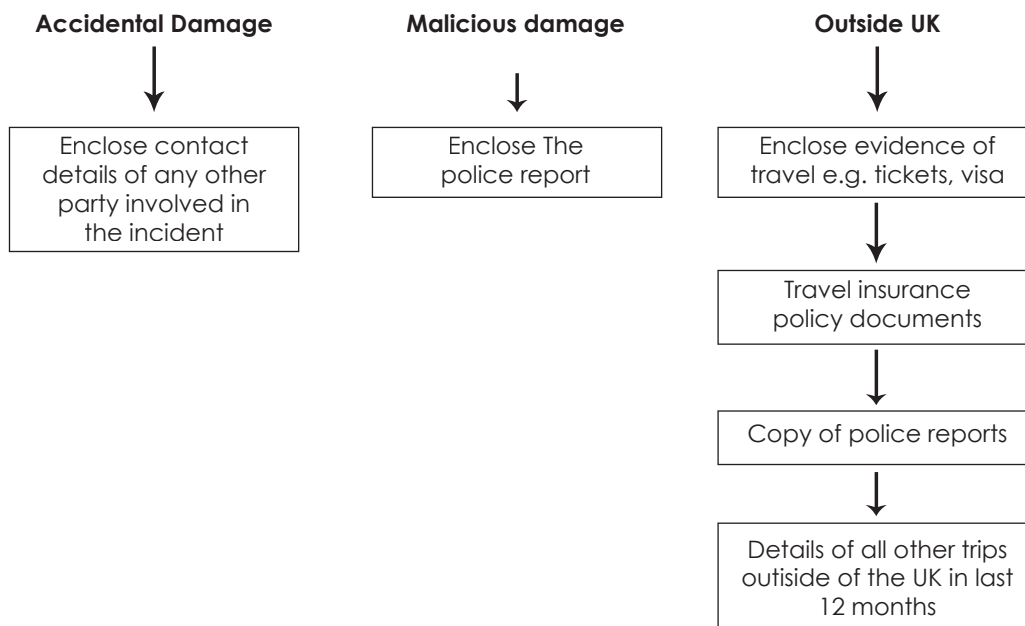 Accidental Damage
Enclose contact
details of any other
party involved in
the incident
Malicious damage
Enclose The
police report
Outside UK
Enclose evidence of
travel e.g. tickets, visa
Travel insurance
policy documents
Copy of police reports
Details of all other trips
outiside of the UK in last
12 months